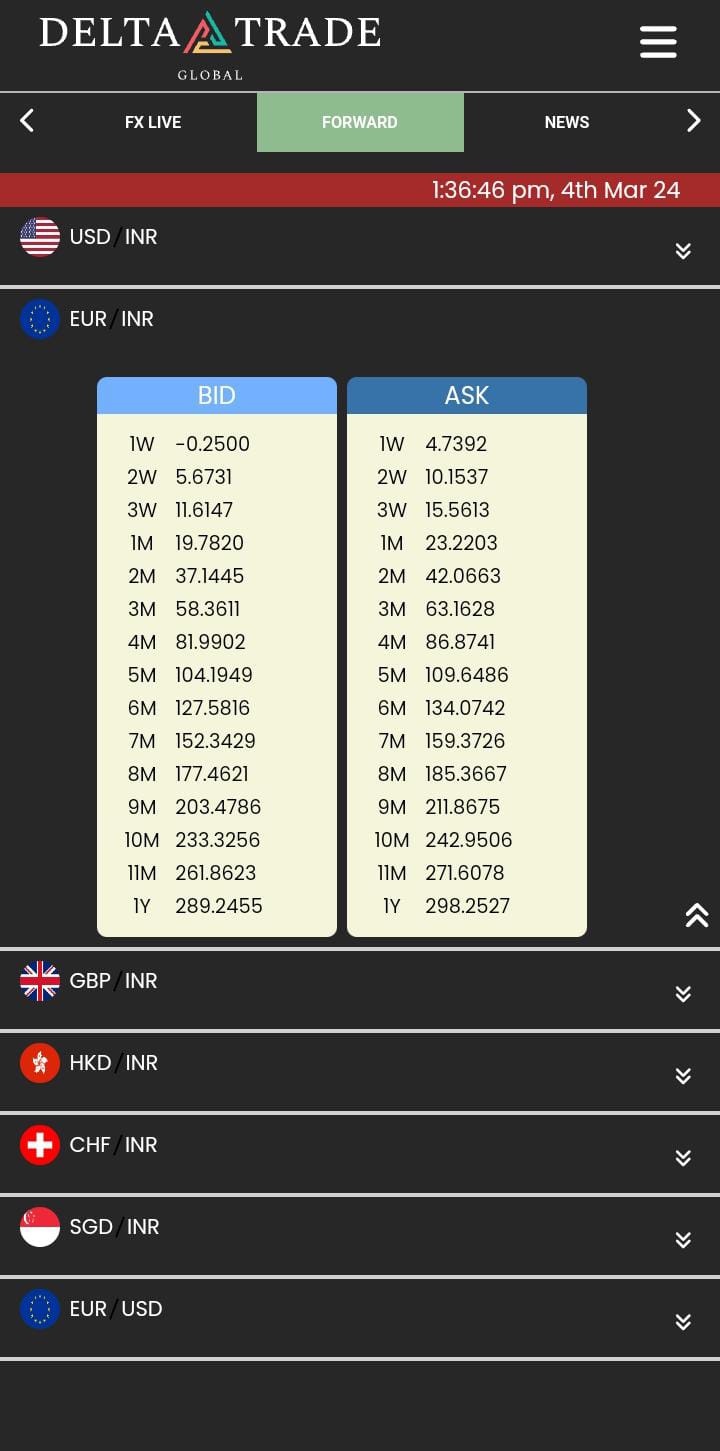 DELTA TRADE
GLOBAL
FX LIVE FORWARD NEWS
1:36:46 pm, 4th Mar 24
USD/INR
EUR/INR
BID ASK
1W -0.2500 1W 4.7392
2W 5.6731 2W 10.1537
3W 11.6147 3W 15.5613
1M 19.7820 1M 23.2203
2M 37.1445 2M 42.0663
3M 58.3611 3M 63.1628
4M 81.9902 4M 86.8741
5M 104.1949 5M 109.6486
6M 127.5816 6M 134.0742
7M 152.3429 7M 159.3726
8M 177.4621 8M 185.3667
9M 203.4786 9M 211.8675
10M 233.3256 10M 242.9506
11M 261.8623 11M 271.6078
1Y 289.2455 1Y 298.2527
GBP/INR
HKD/INR
CHF/INR
SGD/INR
EUR/USD